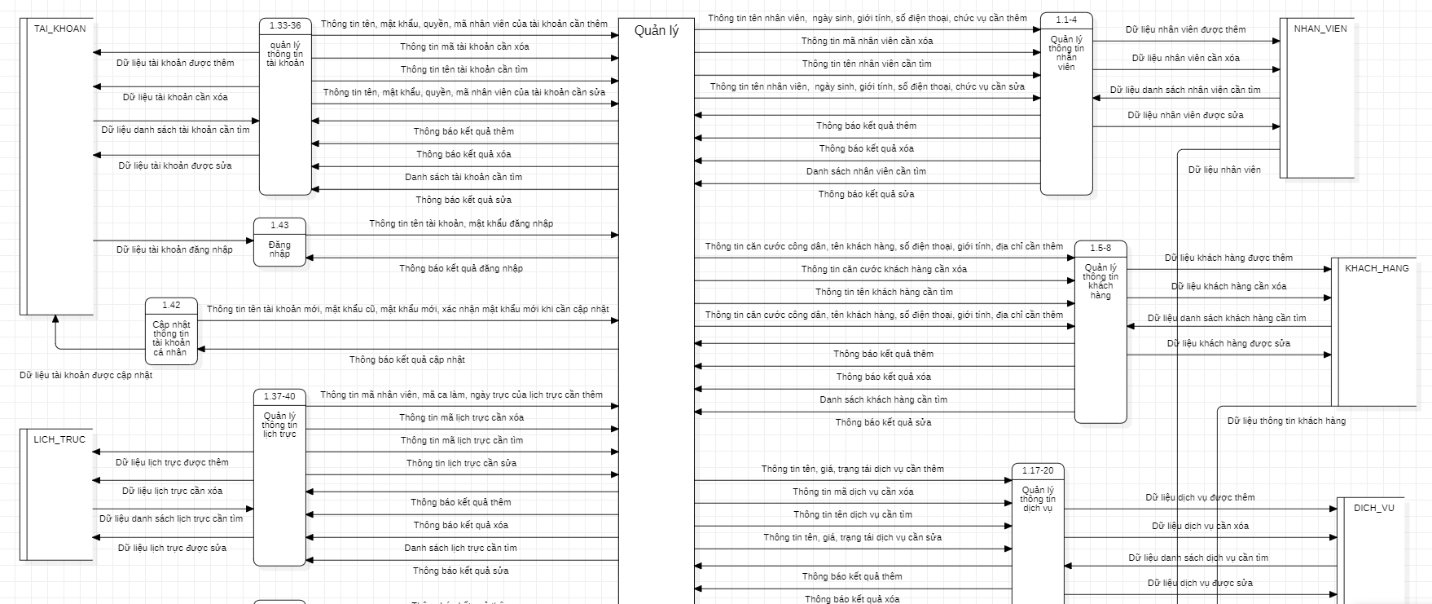 TAI_KHOAN
1.33-36
quản lý
thông tin
tài khoản
Dữ liệu tài khoản được thêm
Dữ liệu tài khoản cần xóa
Dữ liệu danh sách tài khoản cần tìm
Dữ liệu tài khoản được sửa
Thông tin tên, mật khẩu, quyền, mã nhân viên của tài khoản cần thêm
Thông tin mã tài khoản cần xóa
Thông tin tên tài khoản cần tìm
Thông tin tên, mật khẩu, quyền, mã nhân viên của tài khoản cần sửa
Thông báo kết quả thêm
Thông báo kết quả xóa
Danh sách tài khoản cần tìm
Thông báo kết quả sửa
1.43
Đăng
nhập
Dữ liệu tài khoản đăng nhập
Thông tin tên tài khoản, mật khẩu đăng nhập
Thông báo kết quả đăng nhập
1.42
Cập nhật
thông tin
tài khoản
cá nhân
Thông tin tên tài khoản mới, mật khẩu cũ, mật khẩu mới, xác nhận mật khẩu mới khi cần cập nhật
Thông báo kết quả cập nhật
Dữ liệu tài khoản được cập nhật
1.37-40
Quản lý
thông tin
lịch trực
LICH_TRUC
Dữ liệu lịch trực được thêm
Dữ liệu lịch trực cần xóa
Dữ liệu danh sách lịch trực cần tìm
Dữ liệu lịch trực được sửa
Thông tin mã nhân viên, mã ca làm, ngày trực của lịch trực cần thêm
Thông tin mã lịch trực cần xóa
Thông tin mã lịch trực cần tìm
Thông tin lịch trực cần sửa
Thông báo kết quả thêm
Thông báo kết quả xóa
Danh sách lịch trực cần tìm
Thông báo kết quả sửa
Quản lý
Thông tin tên nhân viên, ngày sinh, giới tính, số điện thoại, chức vụ cần thêm
Thông tin mã nhân viên cần xóa
Thông tin tên nhân viên cần tìm
Thông tin tên nhân viên, ngày sinh, giới tính, số điện thoại, chức vụ cần sửa
Thông báo kết quả thêm
Thông báo kết quả xóa
Danh sách nhân viên cần tìm
Thông báo kết quả sửa
1.1-4
Quản lý
thông tin
nhân
viên
Dữ liệu nhân viên được thêm
Dữ liệu nhân viên cần xóa
Dữ liệu danh sách nhân viên cần tìm
Dữ liệu nhân viên được sửa
NHAN_VIEN
Dữ liệu nhân viên
Thông tin căn cước công dân, tên khách hàng, số điện thoại, giới tính, địa chỉ cần thêm
Thông tin căn cước khách hàng cần xóa
Thông tin tên khách hàng cần tìm
Thông tin căn cước công dân, tên khách hàng, số điện thoại, giới tính, địa chỉ cần thêm
Thông báo kết quả thêm
Thông báo kết quả xóa
Danh sách khách hàng cần tìm
Thông báo kết quả sửa
1.5-8
Quản lý
thông tin
khách
hàng
Dữ liệu khách hàng được thêm
Dữ liệu khách hàng cần xóa
Dữ liệu danh sách khách hàng cần tìm
Dữ liệu khách hàng được sửa
KHACH_HANG
Dữ liệu thông tin khách hàng
Thông tin tên, giá, trạng tái dịch vụ cần thêm
Thông tin mã dịch vụ cần xóa
Thông tin tên dịch vụ cần tìm
Thông tin tên, giá, trạng tái dịch vụ cần sửa
Thông báo kết quả thêm
Thông báo kết quả xóa
1.17-20
Quản lý
thông tin
dịch vụ
Dữ liệu dịch vụ được thêm
Dữ liệu dịch vụ cần xóa
Dữ liệu danh sách dịch vụ cần tìm
Dữ liệu dịch vụ được sửa
DICH_VU